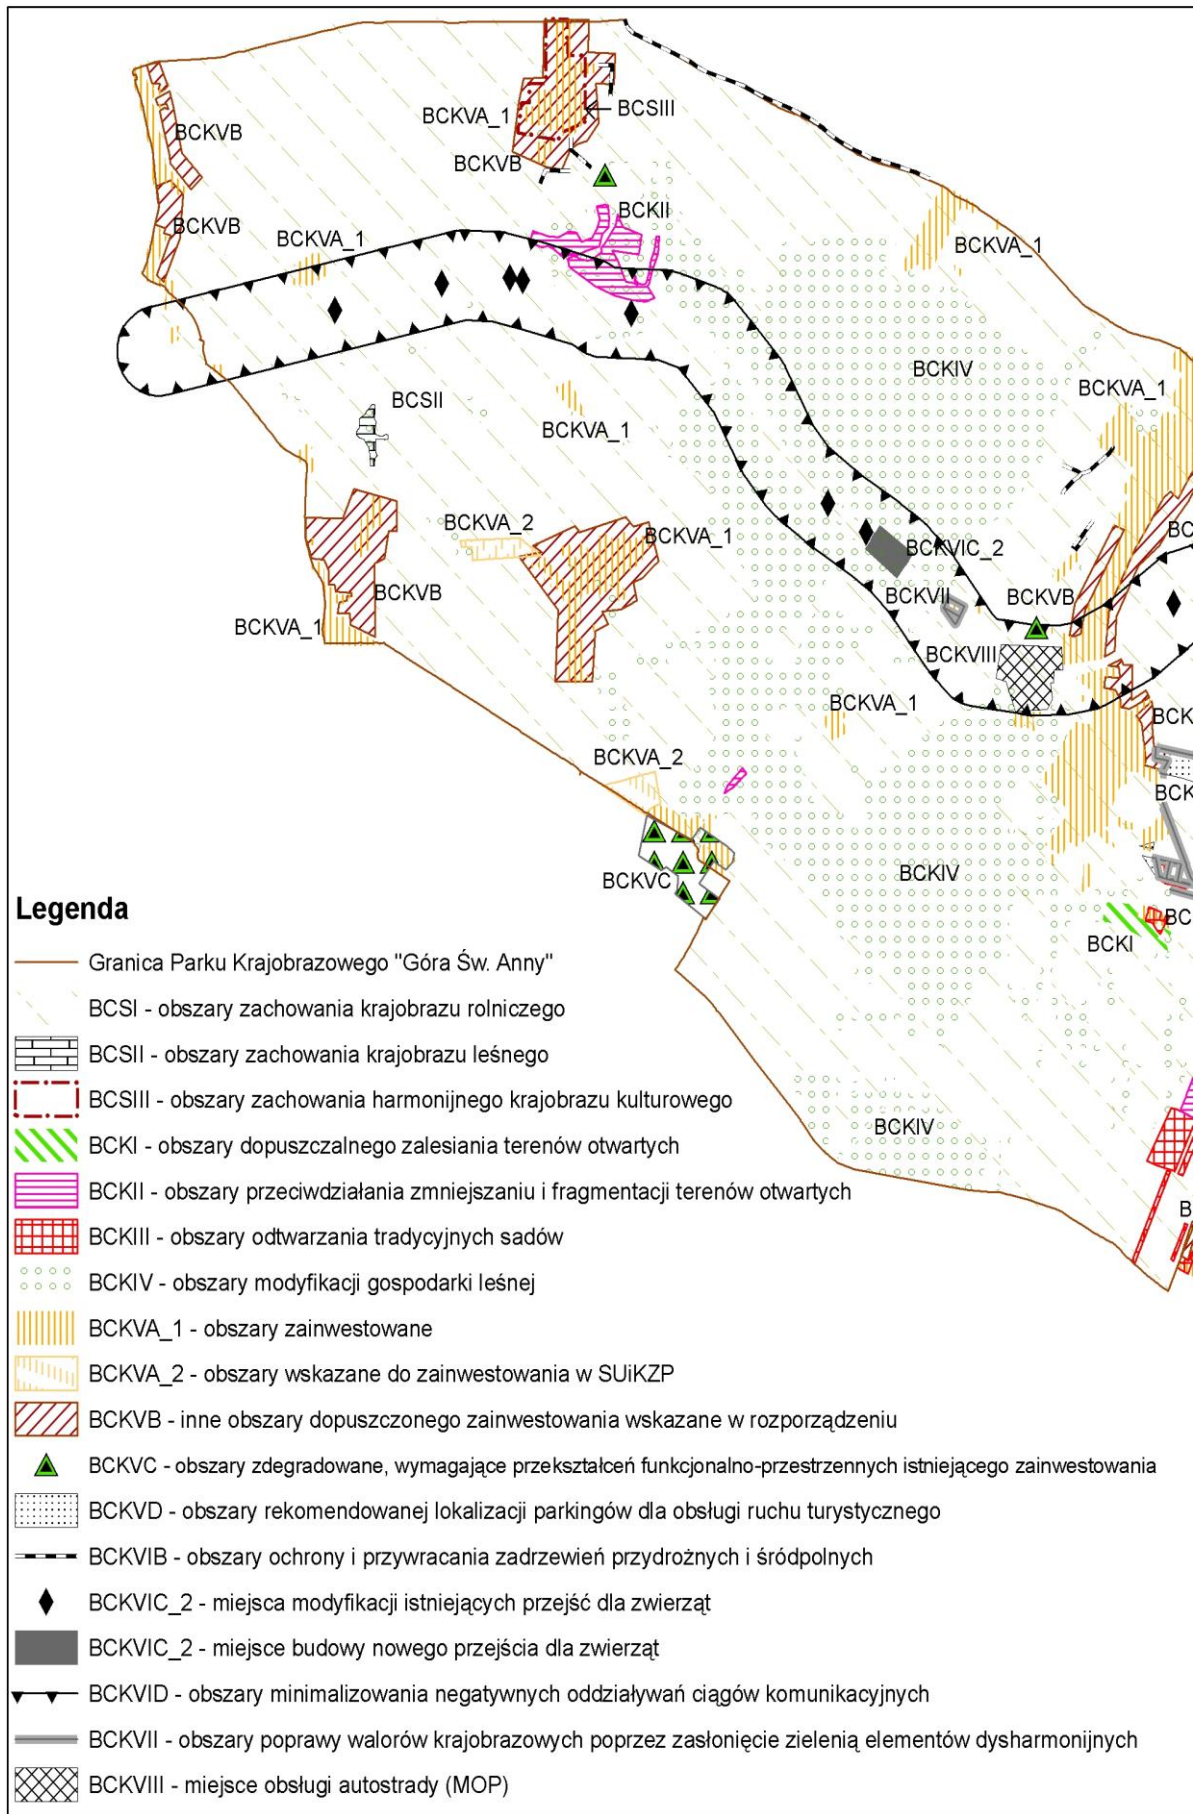 BCKVB
BCKVA_1
BCSIII
BCKVB
BCKVB
BCKVA_1
BCKII
BCKVA_1
BCKIV
BCKVA_1
BCSII
BCKVA_1
BCKVA_2
BCKVA_1
BCKVIC_2
BC
BCKVB
BCKVII
BCKVB
BCKVA_1
BCKVIII
BCKVA_1
BCK
BCKVA_2
BCK
BCKVC
BCKIV
BC
BCKI
BCKIV
B
Legenda
Granica Parku Krajobrazowego "Góra Św. Anny"
BCSI - obszary zachowania krajobrazu rolniczego
BCSII - obszary zachowania krajobrazu leśnego
BCSIII - obszary zachowania harmonijnego krajobrazu kulturowego
BCKI - obszary dopuszczalnego zalesiania terenów otwartych
BCKII - obszary przeciwdziałania zmniejszaniu i fragmentacji terenów otwartych
BCKIII - obszary odtwarzania tradycyjnych sadów
BCKIV - obszary modyfikacji gospodarki leśnej
BCKVA_1 - obszary zainwestowane
BCKVA_2 - obszary wskazane do zainwestowania w SUiKZP
BCKVB - inne obszary dopuszczonego zainwestowania wskazane w rozporządzeniu
BCKVC - obszary zdegradowane, wymagające przekształceń funkcjonalno-przestrzennych istniejącego zainwestowania
BCKVD - obszary rekomendowanej lokalizacji parkingów dla obsługi ruchu turystycznego
BCKVIB - obszary ochrony i przywracania zadrzewień przydrożnych i śródpolnych
BCKVIC_2 - miejsca modyfikacji istniejących przejść dla zwierząt
BCKVIC_2 - miejsce budowy nowego przejścia dla zwierząt
BCKVID - obszary minimalizowania negatywnych oddziaływań ciągów komunikacyjnych
BCKVII - obszary poprawy walorów krajobrazowych poprzez zasłonięcie zielenią elementów dysharmonijnych
BCKVIII - miejsce obsługi autostrady (MOP)